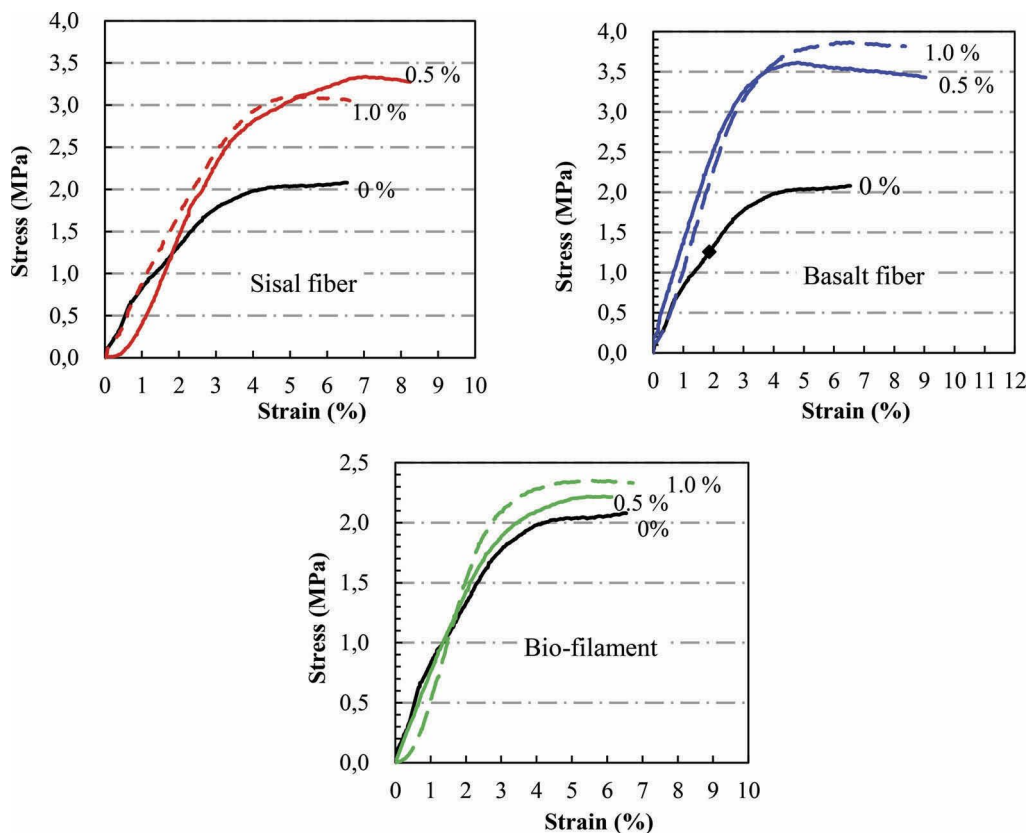 4,0
3,5
3,0
2,5
2,0
1,5
1,0
0,5
0,0
Stress (MPa)
0.5 %
1.0 %
0 %
Sisal fiber
0 1 2 3 4 5 6 7 8 9 10
Strain (%)
4,0
3,5
3,0
2,5
2,0
1,5
1,0
0,5
0,0
Stress (MPa)
1.0 %
0.5 %
0 %
Basalt fiber
0 1 2 3 4 5 6 7 8 9 10 11 12
Strain (%)
2,5
2,0
1,5
1,0
0,5
0,0
Stress (MPa)
1.0 %
0.5 %
0%
Bio-filament
0 1 2 3 4 5 6 7 8 9 10
Strain (%)